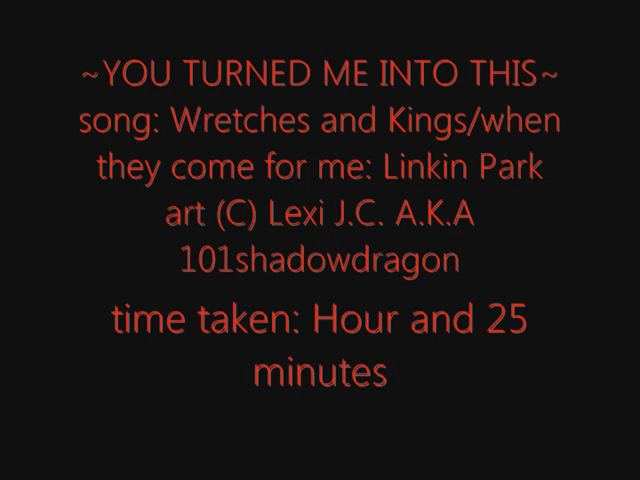 ~YOU TURNED ME INTO THIS~
song: Wretches and Kings/when
they come for me: Linkin Park
art (C) Lexi J.C. A.K.A
101shadowdragon
time taken: Hour and 25
minutes